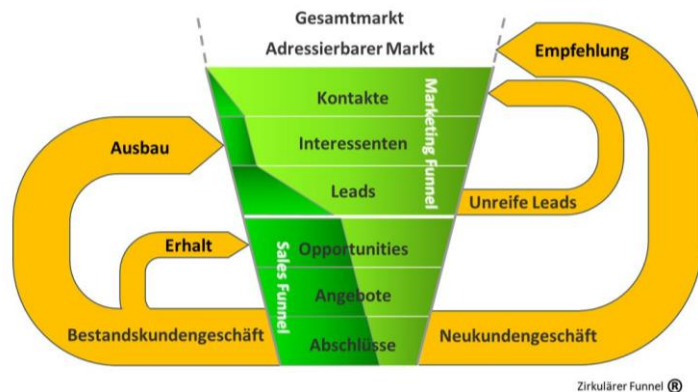 Gesamtmarkt
Adressierbarer Markt
Empfehlung
Kontakte
Marketing Funnel
Interessenten
Ausbau
Leads
Unreife Leads
Erhalt
Opportunities
Sales Funnel
Angebote
Bestandskundengeschäft
Abschlüsse
Neukundengeschäft
Zirkulärer Funnel ®